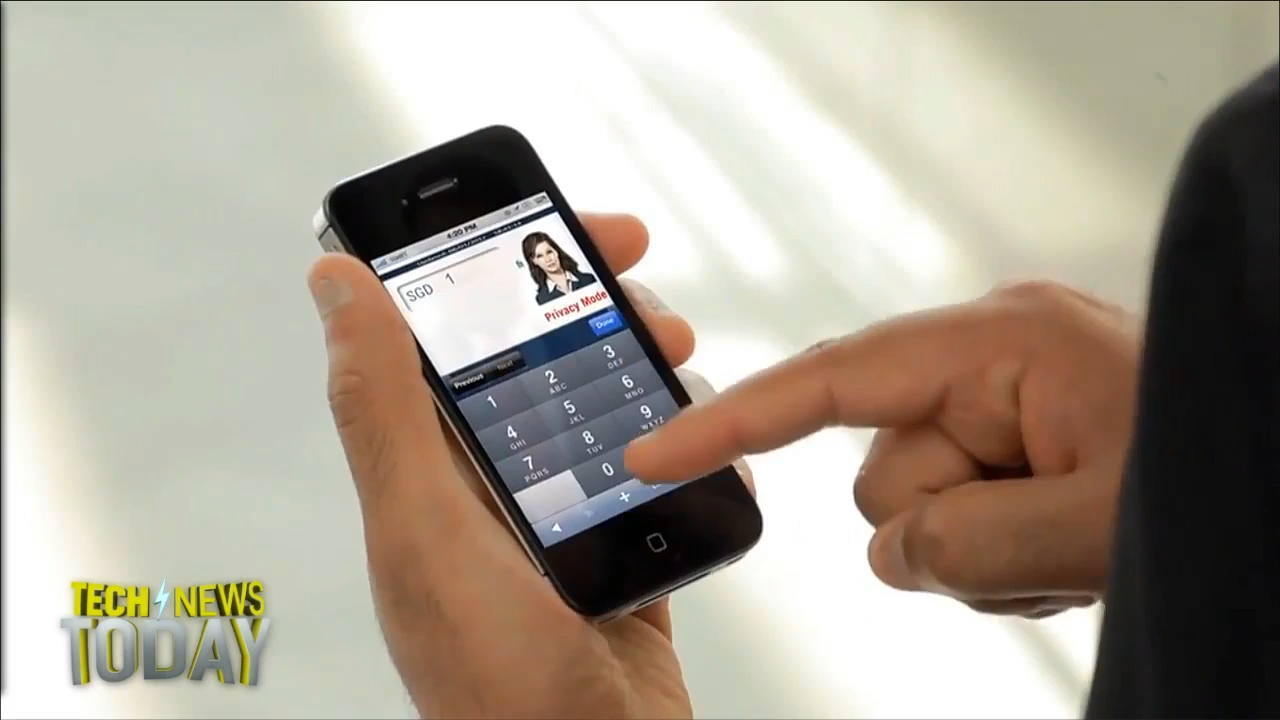 4:20 PM
SGD 1
Privacy Mode
Done
Previous Next
1
2 ABC
3 DEF
4 GHI
5 JKL
6 MNO
7 PQRS
8 TUV
9 WXYZ
0
+
TECH NEWS
TODAY